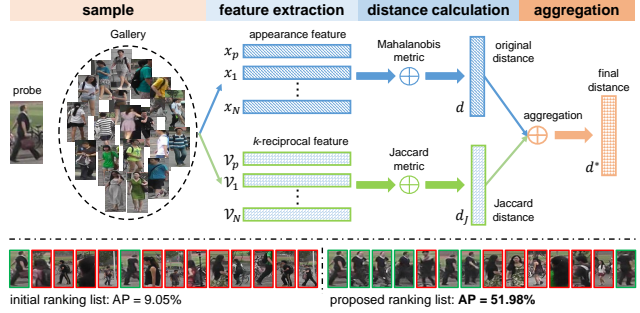 sample
feature extraction
distance calculation
aggregation
Gallery
probe
appearance feature
x_p
x_1
⋮
x_N
Mahalanobis
metric
d
original
distance
k-reciprocal feature
𝒱_p
𝒱_1
⋮
𝒱_N
Jaccard
metric
d_J
Jaccard
distance
aggregation
final
distance
d*
initial ranking list: AP = 9.05%
proposed ranking list: AP = 51.98%